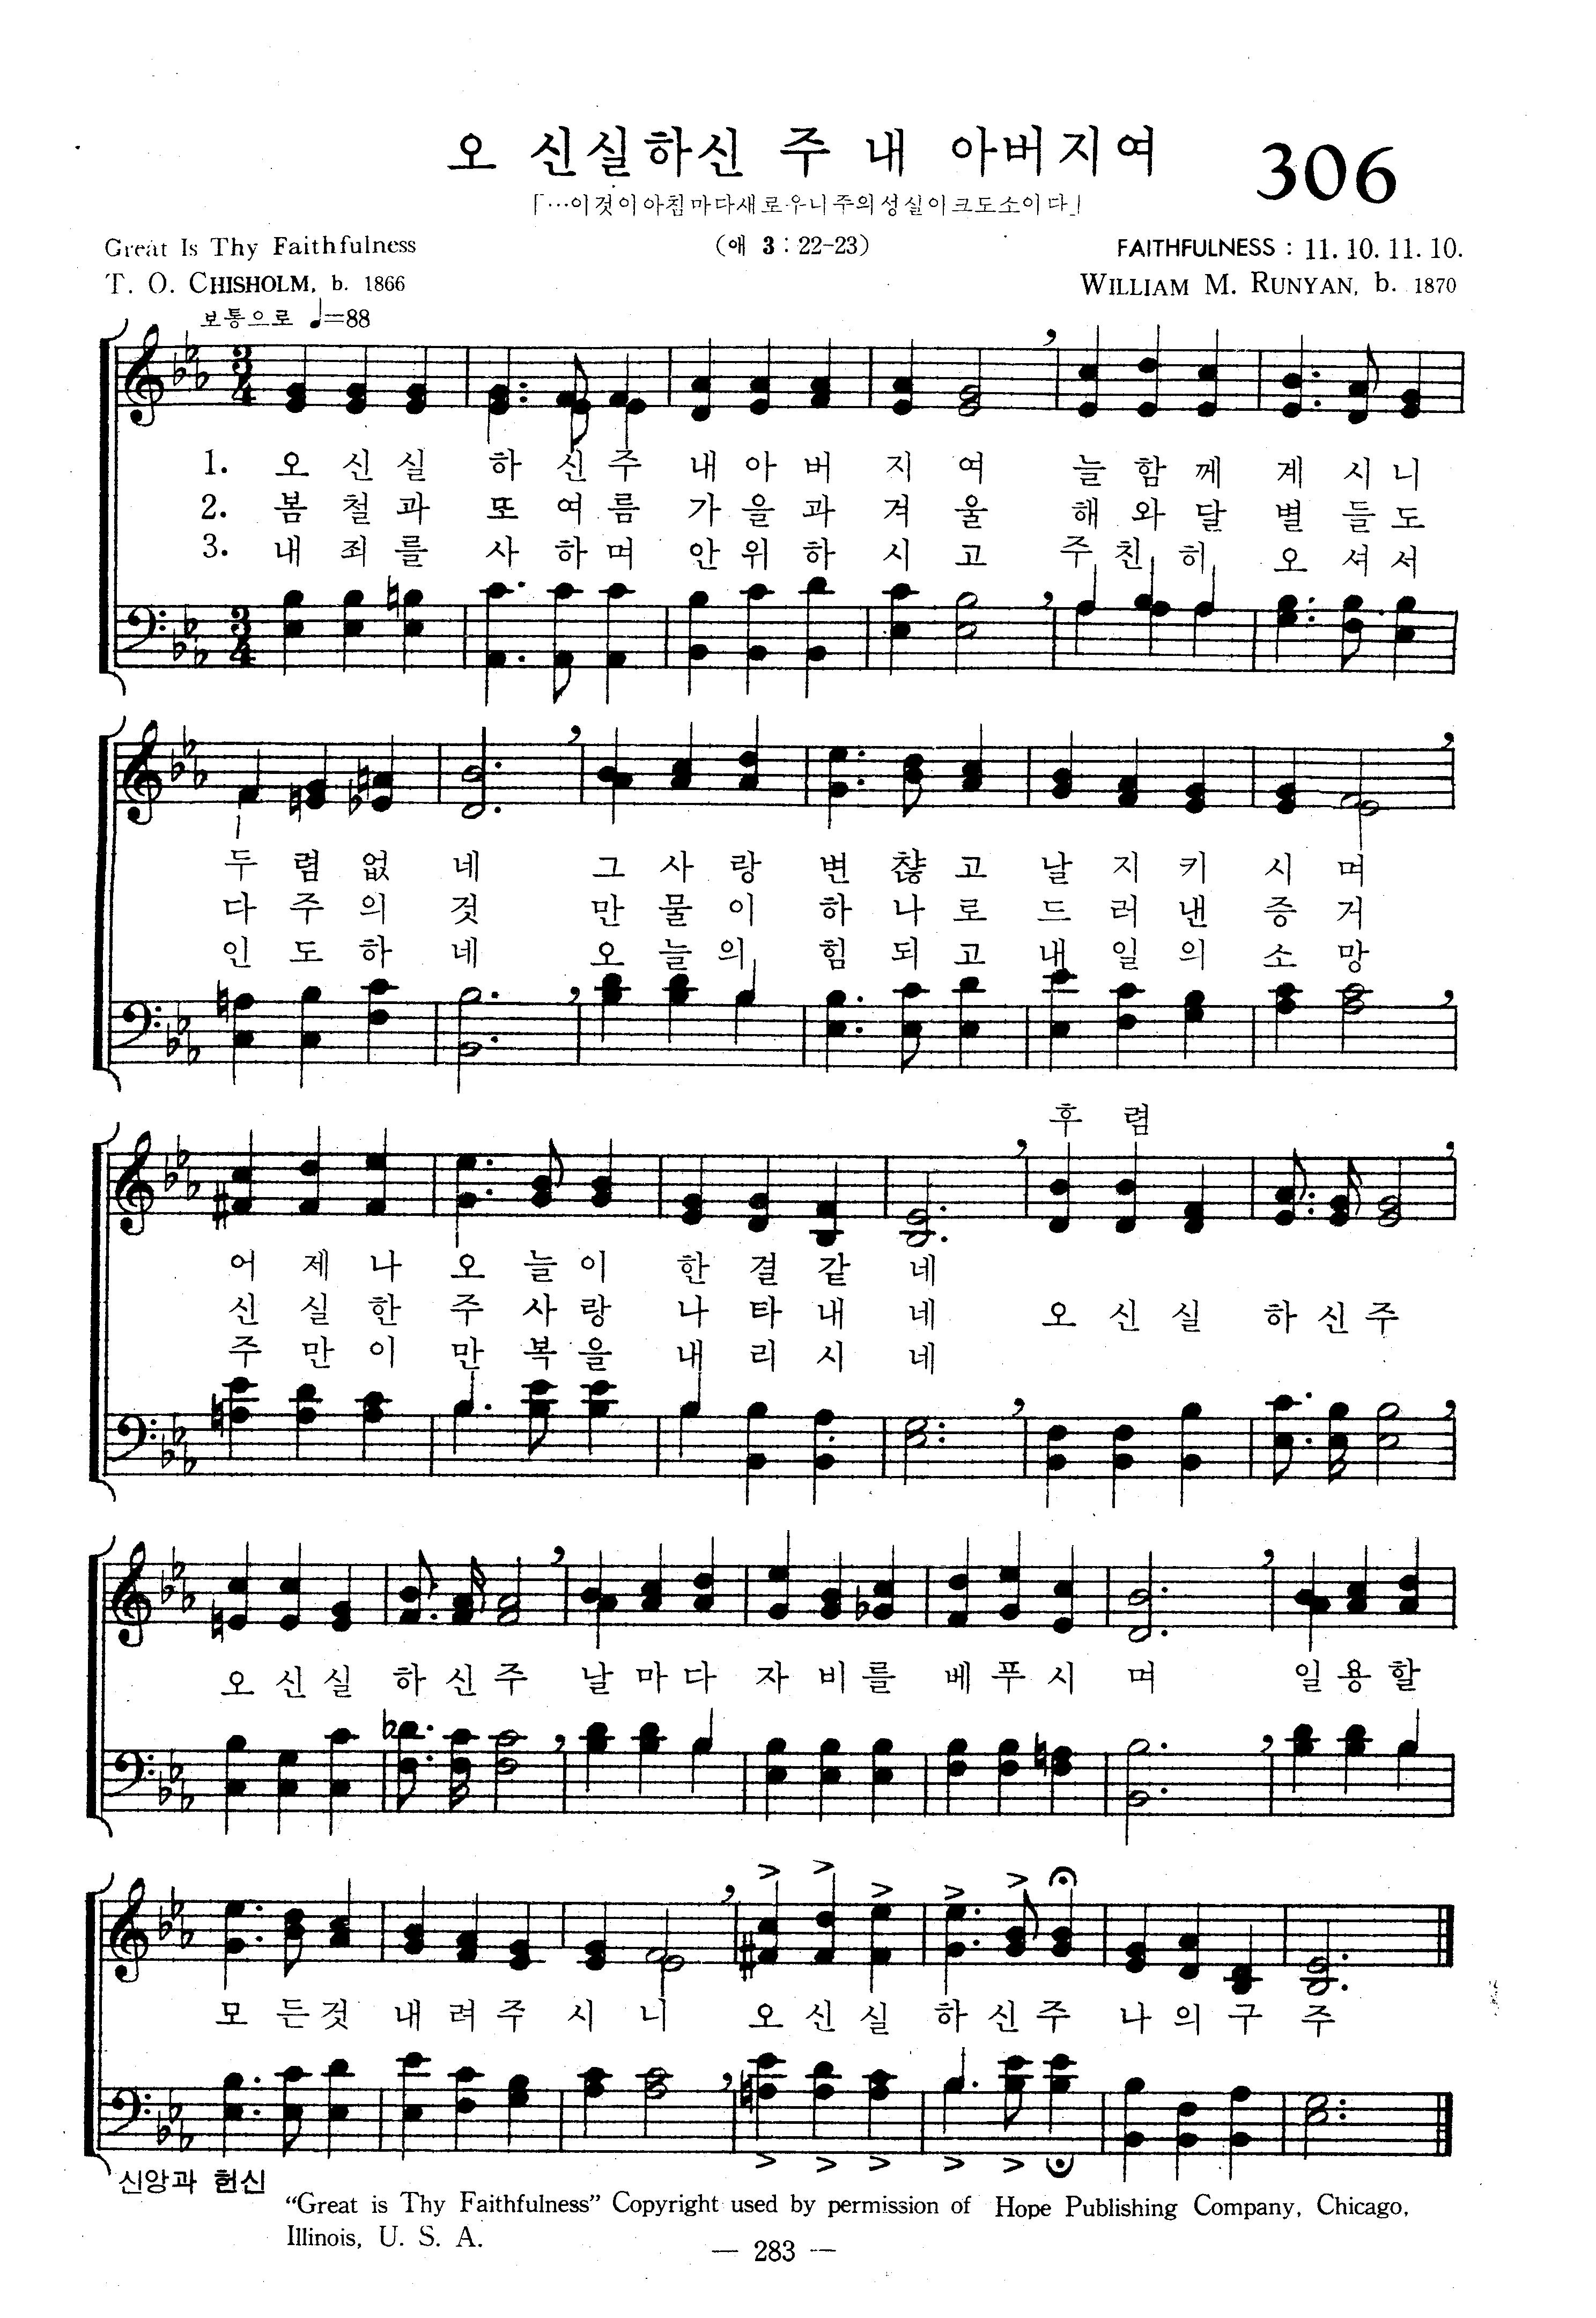 오 신실하신 주 내 아버지여
306
「…이것이아침마다새로우니주의성실이크도소이다」
Great Is Thy Faithfulness
(애 3 : 22-23)
FAITHFULNESS : 11. 10. 11. 10.
T. O. CHISHOLM, b. 1866
WILLIAM M. RUNYAN, b. 1870
보통으로 ♩=88
1. 오 신 실 하 신 주 내 아 버 지 여 늘 함 께 계 시 니
2. 봄 철 과 또 여 름 가 을 과 겨 울 해 와 달 별 들 도
3. 내 죄 를 사 하 며 안 위 하 시 고 주 친 히 오 셔 서
두 렴 없 네 그 사 랑 변 찮 고 날 지 키 시 며
다 주 의 것 만 물 이 하 나 로 드 러 낸 증 거
인 도 하 네 오 늘 의 힘 되 고 내 일 의 소 망
후 렴
어 제 나 오 늘 이 한 결 같 네
신 실 한 주 사 랑 나 타 내 네 오 신 실 하 신 주
주 만 이 만 복 을 내 리 시 네
오 신 실 하 신 주 날 마 다 자 비 를 베 푸 시 며 일 용 할
모 든 것 내 려 주 시 니 오 신 실 하 신 주 나 의 구 주
신앙과 헌신
“Great is Thy Faithfulness” Copyright used by permission of Hope Publishing Company, Chicago,
Illinois, U. S. A.
— 283 —